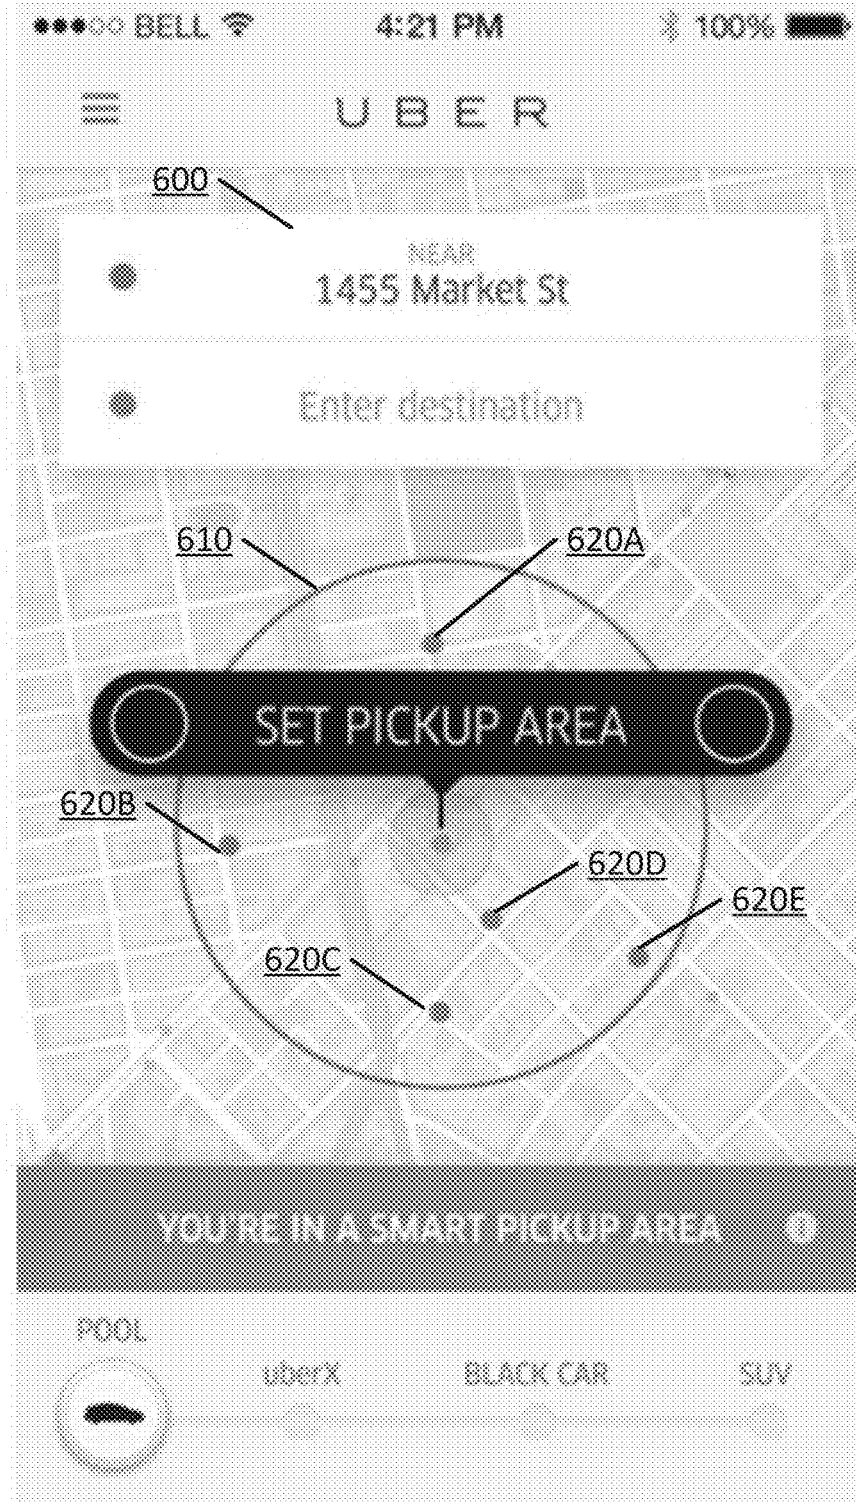 BELL 4:21 PM 100%
UBER
600
NEAR
1455 Market St
Enter destination
610 620A
SET PICKUP AREA
620B
620D
620E
620C
YOU'RE IN A SMART PICKUP AREA
POOL
uberX BLACK CAR SUV